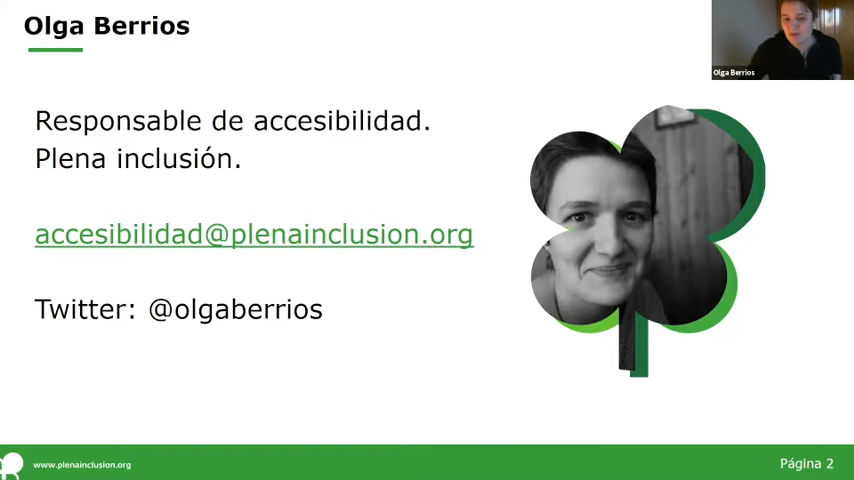 Olga Berrios
Olga Berrios
Responsable de accesibilidad.
Plena inclusión.
accesibilidad@plenainclusion.org
Twitter: @olgaberrios
www.plenainclusion.org
Página 2